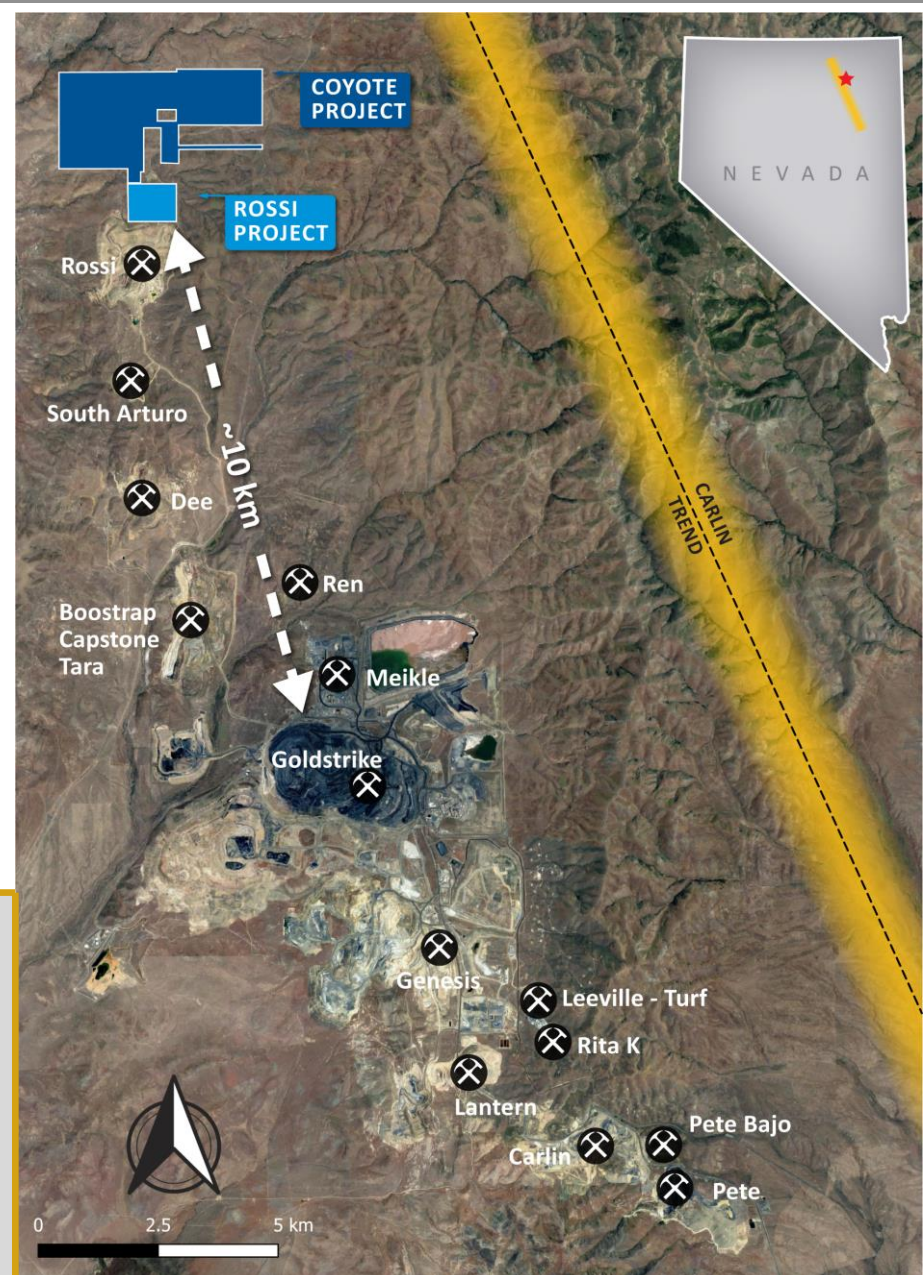 COYOTE
PROJECT
NEVADA
ROSSI
PROJECT
Rossi
South Arturo
~10 km
Dee
CARLIN
TREND
Ren
Boostrap
Capstone
Tara
Meikle
Goldstrike
Genesis
Leeville - Turf
Rita K
Lantern
Pete Bajo
Carlin
Pete
0 2.5 5 km